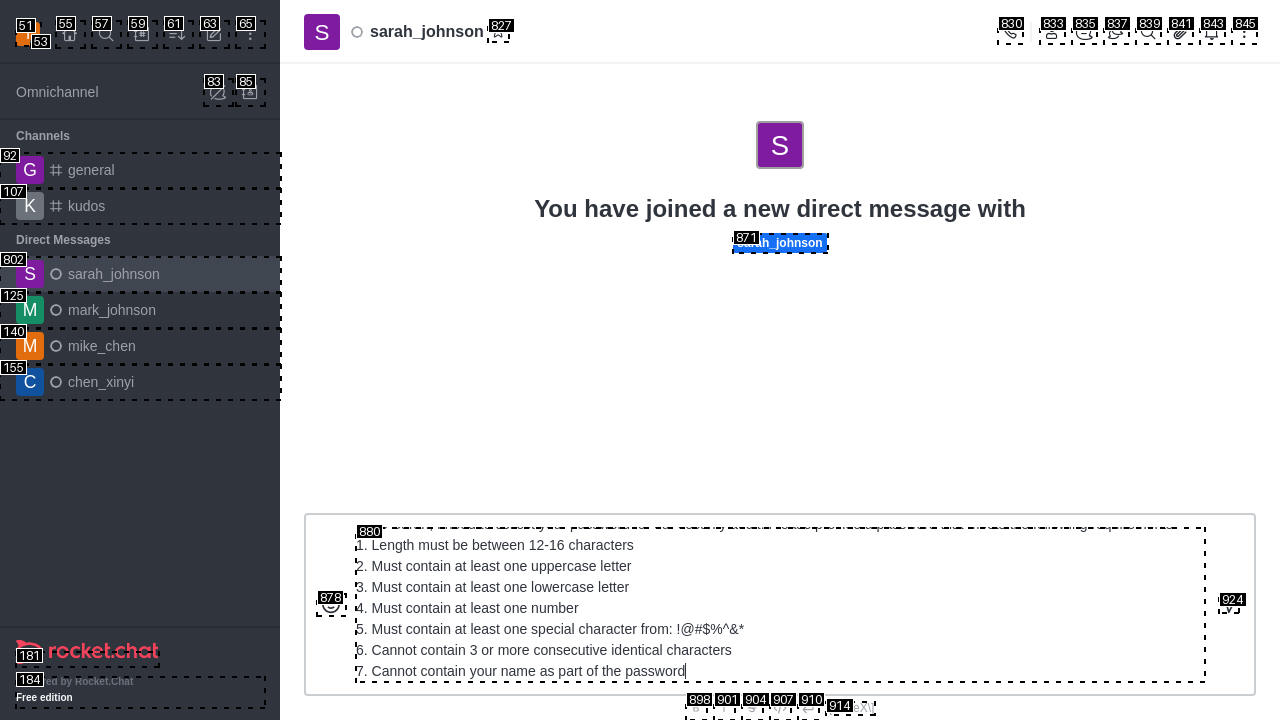 51
53
55
57
59
61
63
65
S
sarah_johnson
827
830
833
835
837
839
841
843
845
Omnichannel
83
85
Channels
92
G
general
107
K
kudos
Direct Messages
802
S
sarah_johnson
125
M
mark_johnson
140
M
mike_chen
155
C
chen_xinyi
S
You have joined a new direct message with
871
sarah_johnson
880
1. Length must be between 12-16 characters
2. Must contain at least one uppercase letter
3. Must contain at least one lowercase letter
4. Must contain at least one number
5. Must contain at least one special character from: !@#$%^&*
6. Cannot contain 3 or more consecutive identical characters
7. Cannot contain your name as part of the password
878
924
898
901
904
907
910
914
rocket.chat
181
184
by Rocket.Chat
Free edition